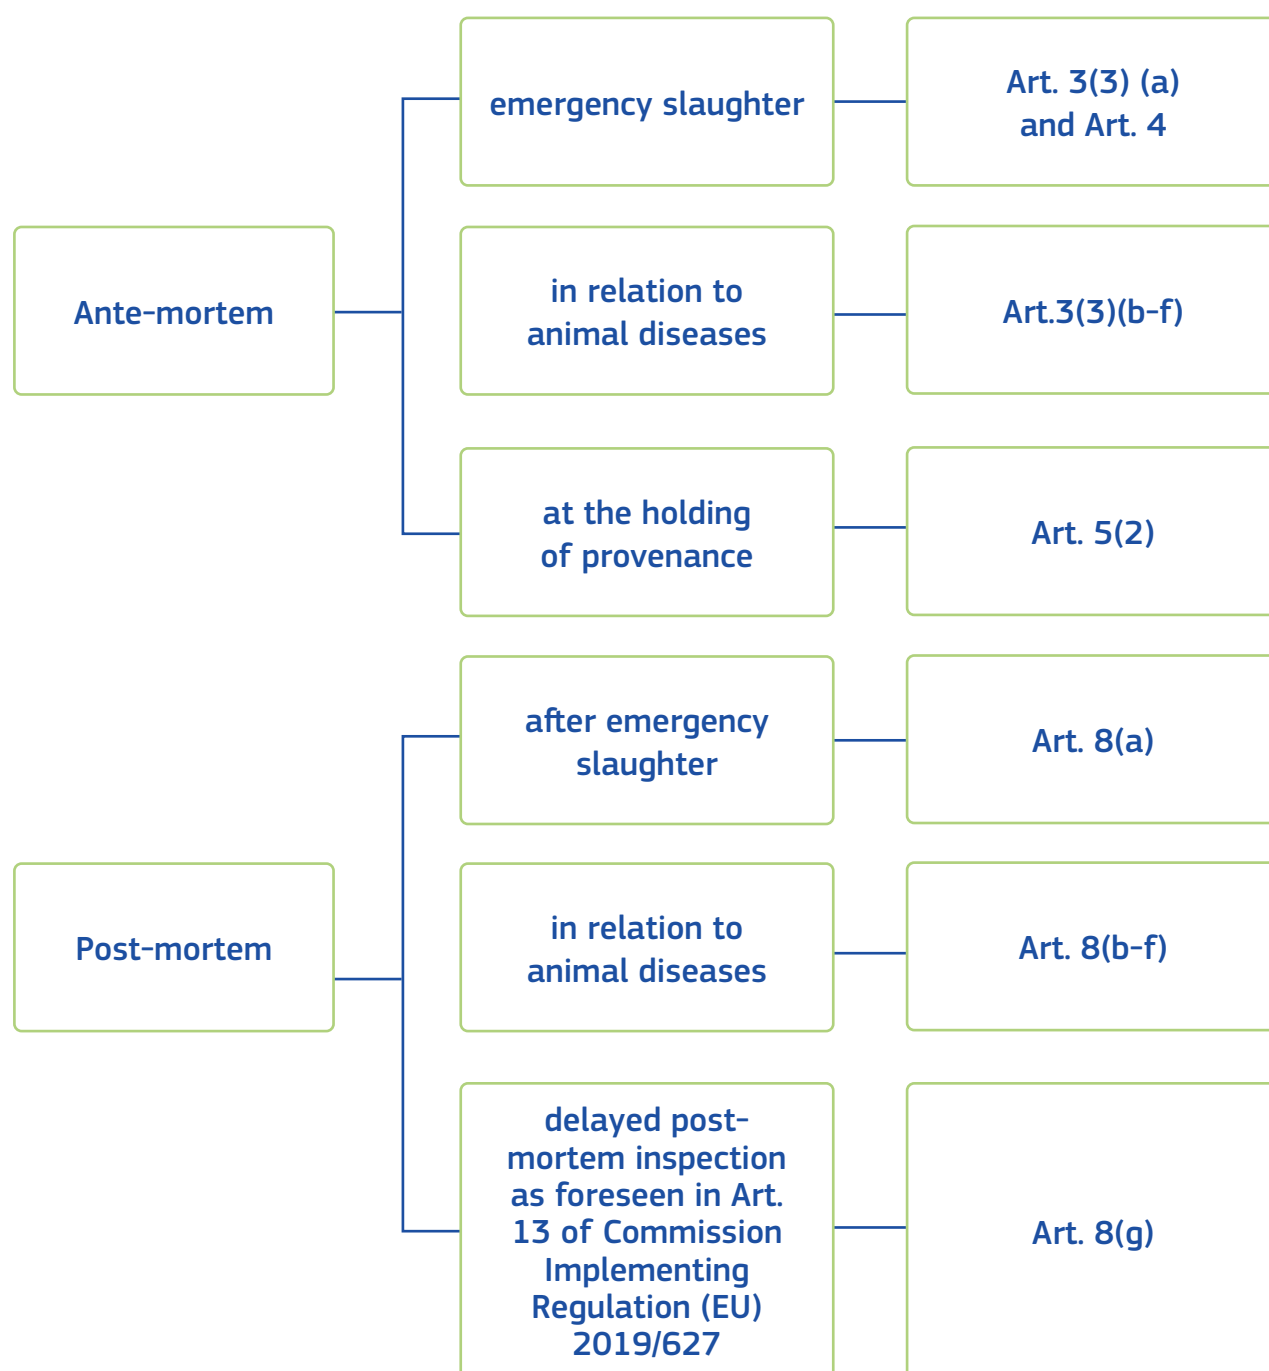 emergency slaughter
Art. 3(3) (a)
and Art. 4
Ante-mortem
in relation to
animal diseases
Art.3(3)(b-f)
at the holding
of provenance
Art. 5(2)
after emergency
slaughter
Art. 8(a)
Post-mortem
in relation to
animal diseases
Art. 8(b-f)
delayed post-
mortem inspection
as foreseen in Art.
13 of Commission
Implementing
Regulation (EU)
2019/627
Art. 8(g)